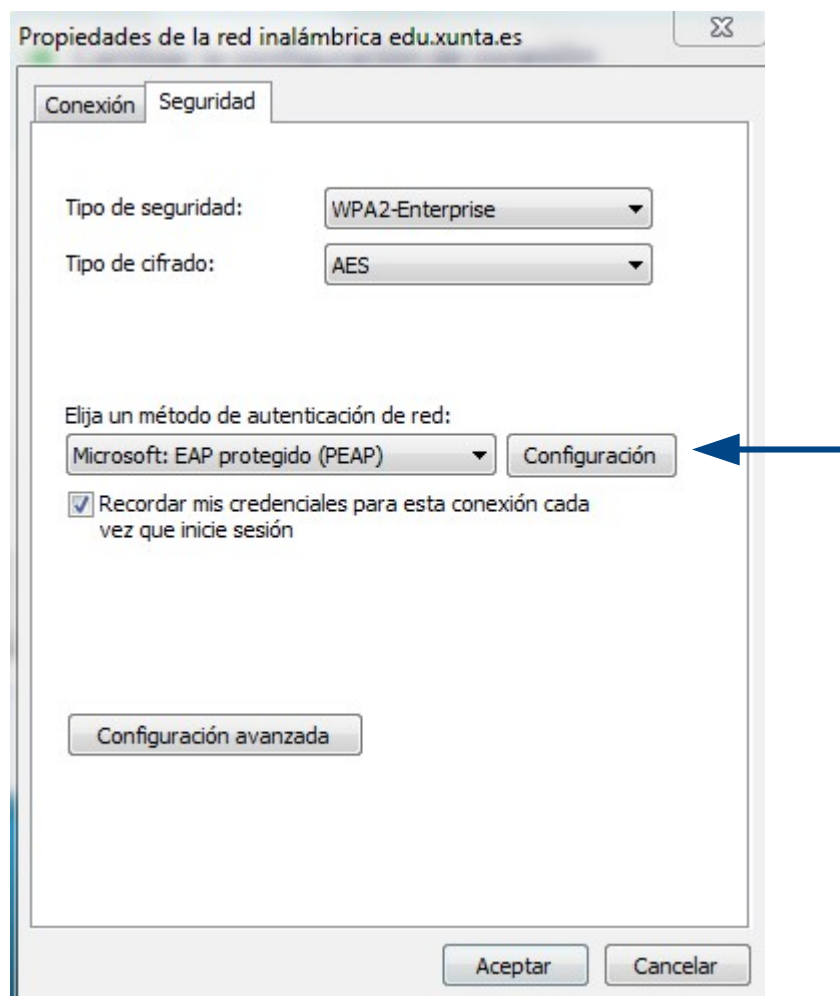 Propiedades de la red inalámbrica edu.xunta.es
Conexión
Seguridad
Tipo de seguridad:
WPA2-Enterprise
Tipo de cifrado:
AES
Elija un método de autenticación de red:
Microsoft: EAP protegido (PEAP)
Configuración
Recordar mis credenciales para esta conexión cada
vez que inicie sesión
Configuración avanzada
Aceptar
Cancelar